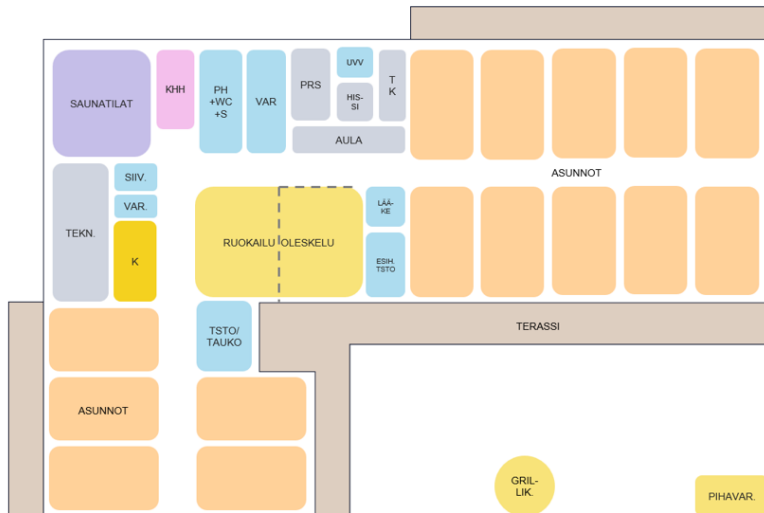 SAUNATILAT
KHH
PH
+WC
+S
VAR
PRS
UVV
HIS-
SI
T
K
AULA
ASUNNOT
SIIV.
VAR.
TEKN.
K
RUOKAILU OLESKELU
LÄÄ-
KE
ESIH.
TSTO
TSTO/
TAUKO
TERASSI
ASUNNOT
GRIL-
LIK.
PIHAVAR.